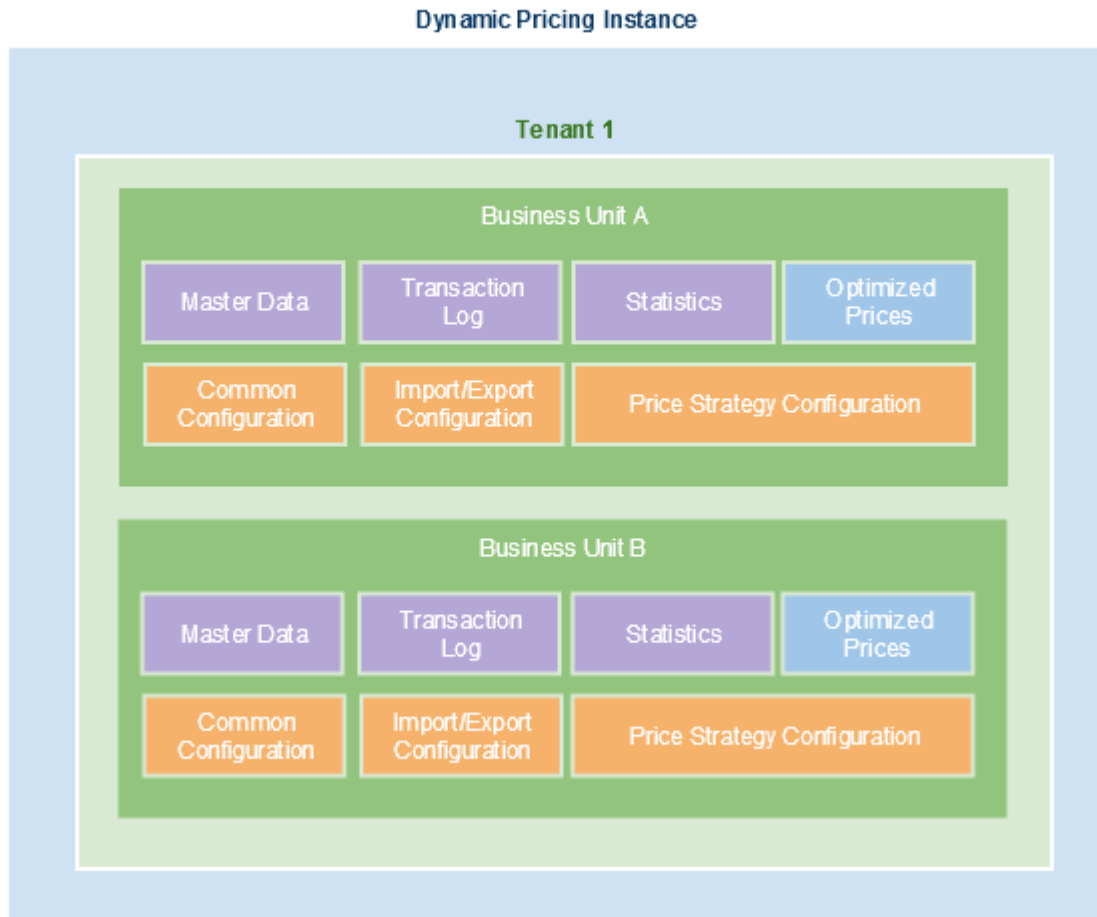 Dynamic Pricing Instance
Tenant 1
Business Unit A
Master Data
Transaction
Log
Statistics
Optimized
Prices
Common
Configuration
Import/Export
Configuration
Price Strategy Configuration
Business Unit B
Master Data
Transaction
Log
Statistics
Optimized
Prices
Common
Configuration
Import/Export
Configuration
Price Strategy Configuration